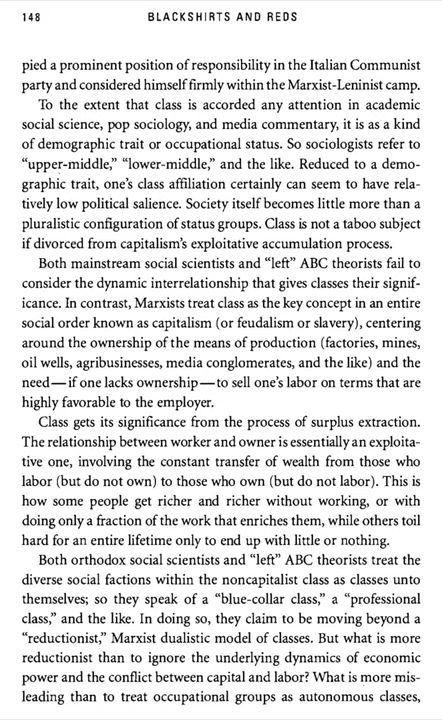 148
BLACKSHIRTS AND REDS
pied a prominent position of responsibility in the Italian Communist
party and considered himself firmly within the Marxist-Leninist camp.
To the extent that class is accorded any attention in academic
social science, pop sociology, and media commentary, it is as a kind
of demographic trait or occupational status. So sociologists refer to
“upper-middle,” “lower-middle,” and the like. Reduced to a demo-
graphic trait, one’s class affiliation certainly can seem to have rela-
tively low political salience. Society itself becomes little more than a
pluralistic configuration of status groups. Class is not a taboo subject
if divorced from capitalism’s exploitative accumulation process.
Both mainstream social scientists and “left” ABC theorists fail to
consider the dynamic interrelationship that gives classes their signif-
icance. In contrast, Marxists treat class as the key concept in an entire
social order known as capitalism (or feudalism or slavery), centering
around the ownership of the means of production (factories, mines,
oil wells, agribusinesses, media conglomerates, and the like) and the
need—if one lacks ownership—to sell one’s labor on terms that are
highly favorable to the employer.
Class gets its significance from the process of surplus extraction.
The relationship between worker and owner is essentially an exploita-
tive one, involving the constant transfer of wealth from those who
labor (but do not own) to those who own (but do not labor). This is
how some people get richer and richer without working, or with
doing only a fraction of the work that enriches them, while others toil
hard for an entire lifetime only to end up with little or nothing.
Both orthodox social scientists and “left” ABC theorists treat the
diverse social factions within the noncapitalist class as classes unto
themselves; so they speak of a “blue-collar class,” a “professional
class,” and the like. In doing so, they claim to be moving beyond a
“reductionist,” Marxist dualistic model of classes. But what is more
reductionist than to ignore the underlying dynamics of economic
power and the conflict between capital and labor? What is more mis-
leading than to treat occupational groups as autonomous classes,